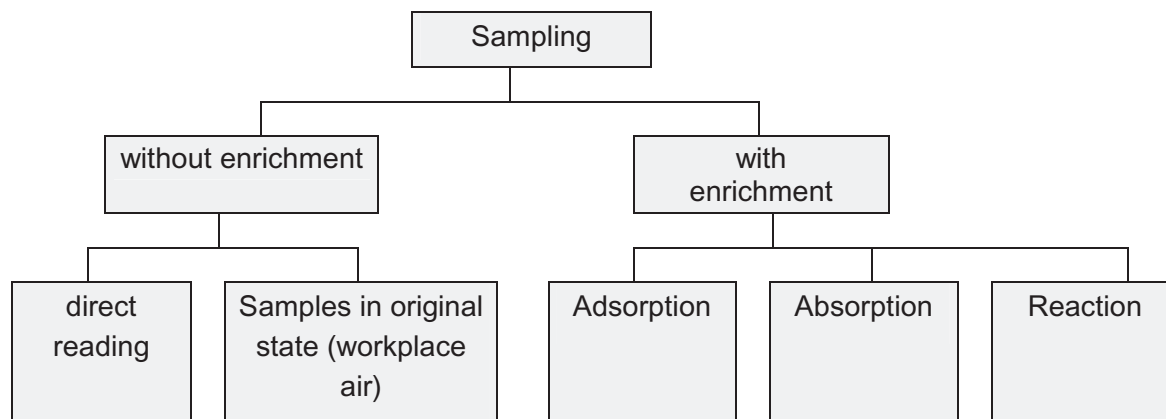 Sampling
without enrichment
with
enrichment
direct
reading
Samples in original
state (workplace
air)
Adsorption
Absorption
Reaction